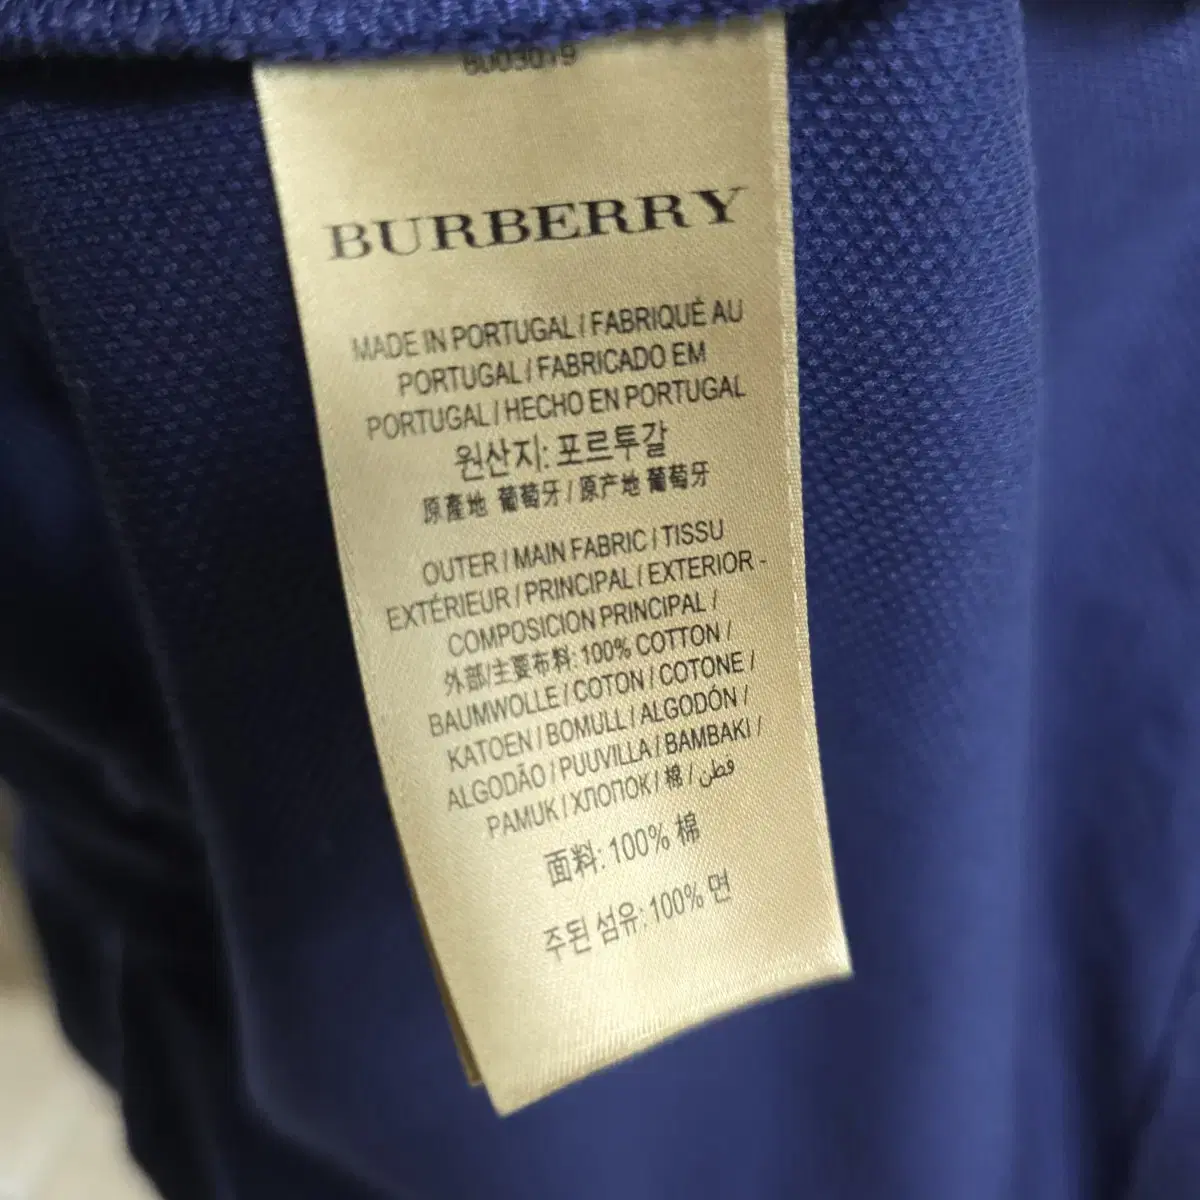 BURBERRY
MADE IN PORTUGAL / FABRIQUÉ AU
PORTUGAL / FABRICADO EM
PORTUGAL / HECHO EN PORTUGAL
원산지: 포르투갈
原產地 葡萄牙 / 原产地 葡萄牙
OUTER / MAIN FABRIC / TISSU
EXTÉRIEUR / PRINCIPAL / EXTERIOR -
COMPOSICION PRINCIPAL /
外部/主要布料: 100% COTTON /
BAUMWOLLE / COTON / COTONE /
KATOEN / BOMULL / ALGODÓN /
ALGODÃO / PUUVILLA / BAMBAKI /
PAMUK / ХЛОПОК / 棉 / قطن
面料: 100% 棉
주된 섬유: 100% 면